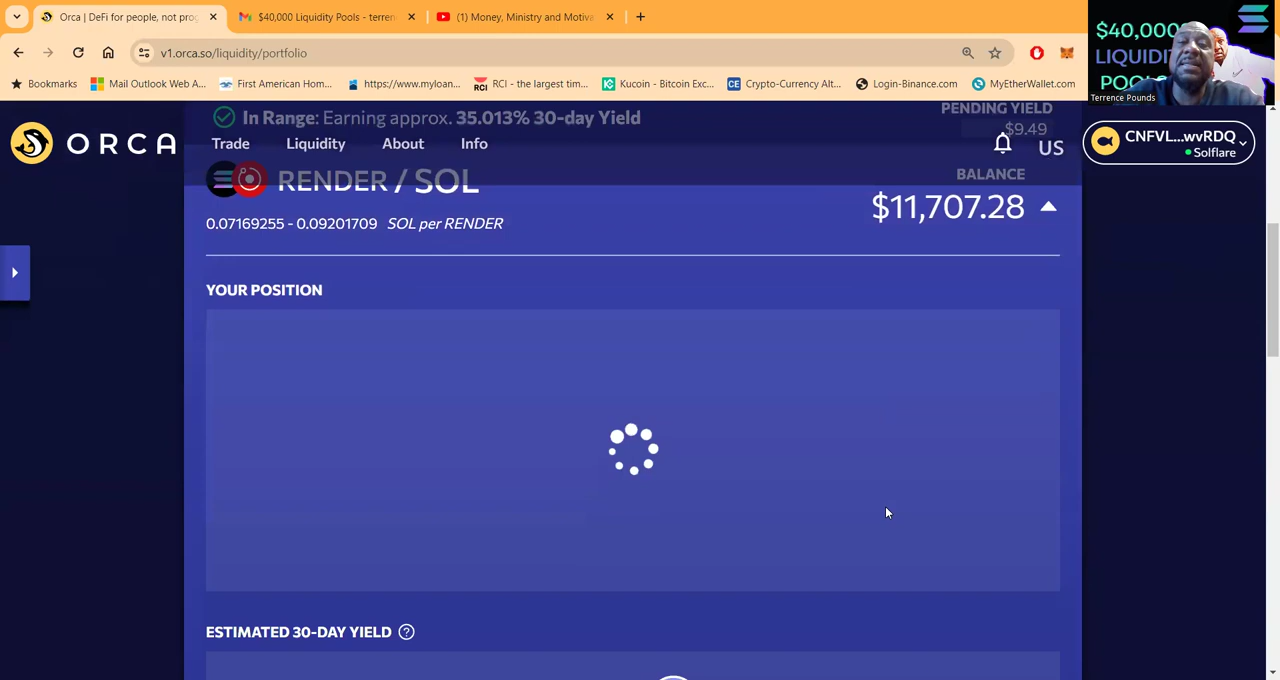 Orca | DeFi for people, not prog
$40,000 Liquidity Pools - terren
(1) Money, Ministry and Motiva
v1.orca.so/liquidity/portfolio
Bookmarks
Mail Outlook Web A...
First American Hom...
https://www.myloan...
RCI - the largest tim...
Kucoin - Bitcoin Exc...
Crypto-Currency Alt...
Login-Binance.com
MyEtherWallet.com
$40,000
LIQUIDIT
POOLS
Terrence Pounds
In Range: Earning approx. 35.013% 30-day Yield
PENDING YIELD
$9.49
ORCA
Trade
Liquidity
About
Info
US
CNFVL...wvRDQ
Solflare
RENDER / SOL
BALANCE
$11,707.28
0.07169255 - 0.09201709 SOL per RENDER
YOUR POSITION
ESTIMATED 30-DAY YIELD ?